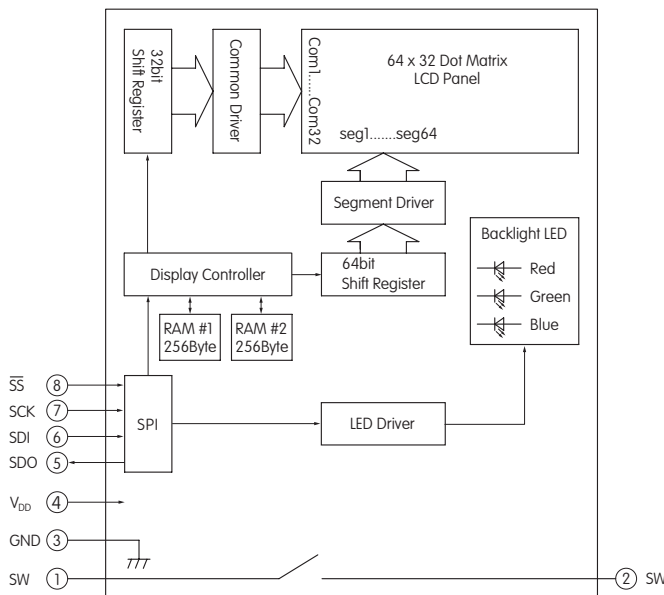 32bit
Shift Register
Common Driver
Com1......Com32
64 x 32 Dot Matrix
LCD Panel
seg1.......seg64
Segment Driver
Backlight LED
Red
Green
Blue
Display Controller
64bit
Shift Register
RAM #1
256Byte
RAM #2
256Byte
SS 8
SCK 7
SDI 6
SDO 5
SPI
LED Driver
VDD 4
GND 3
SW 1
2 SW